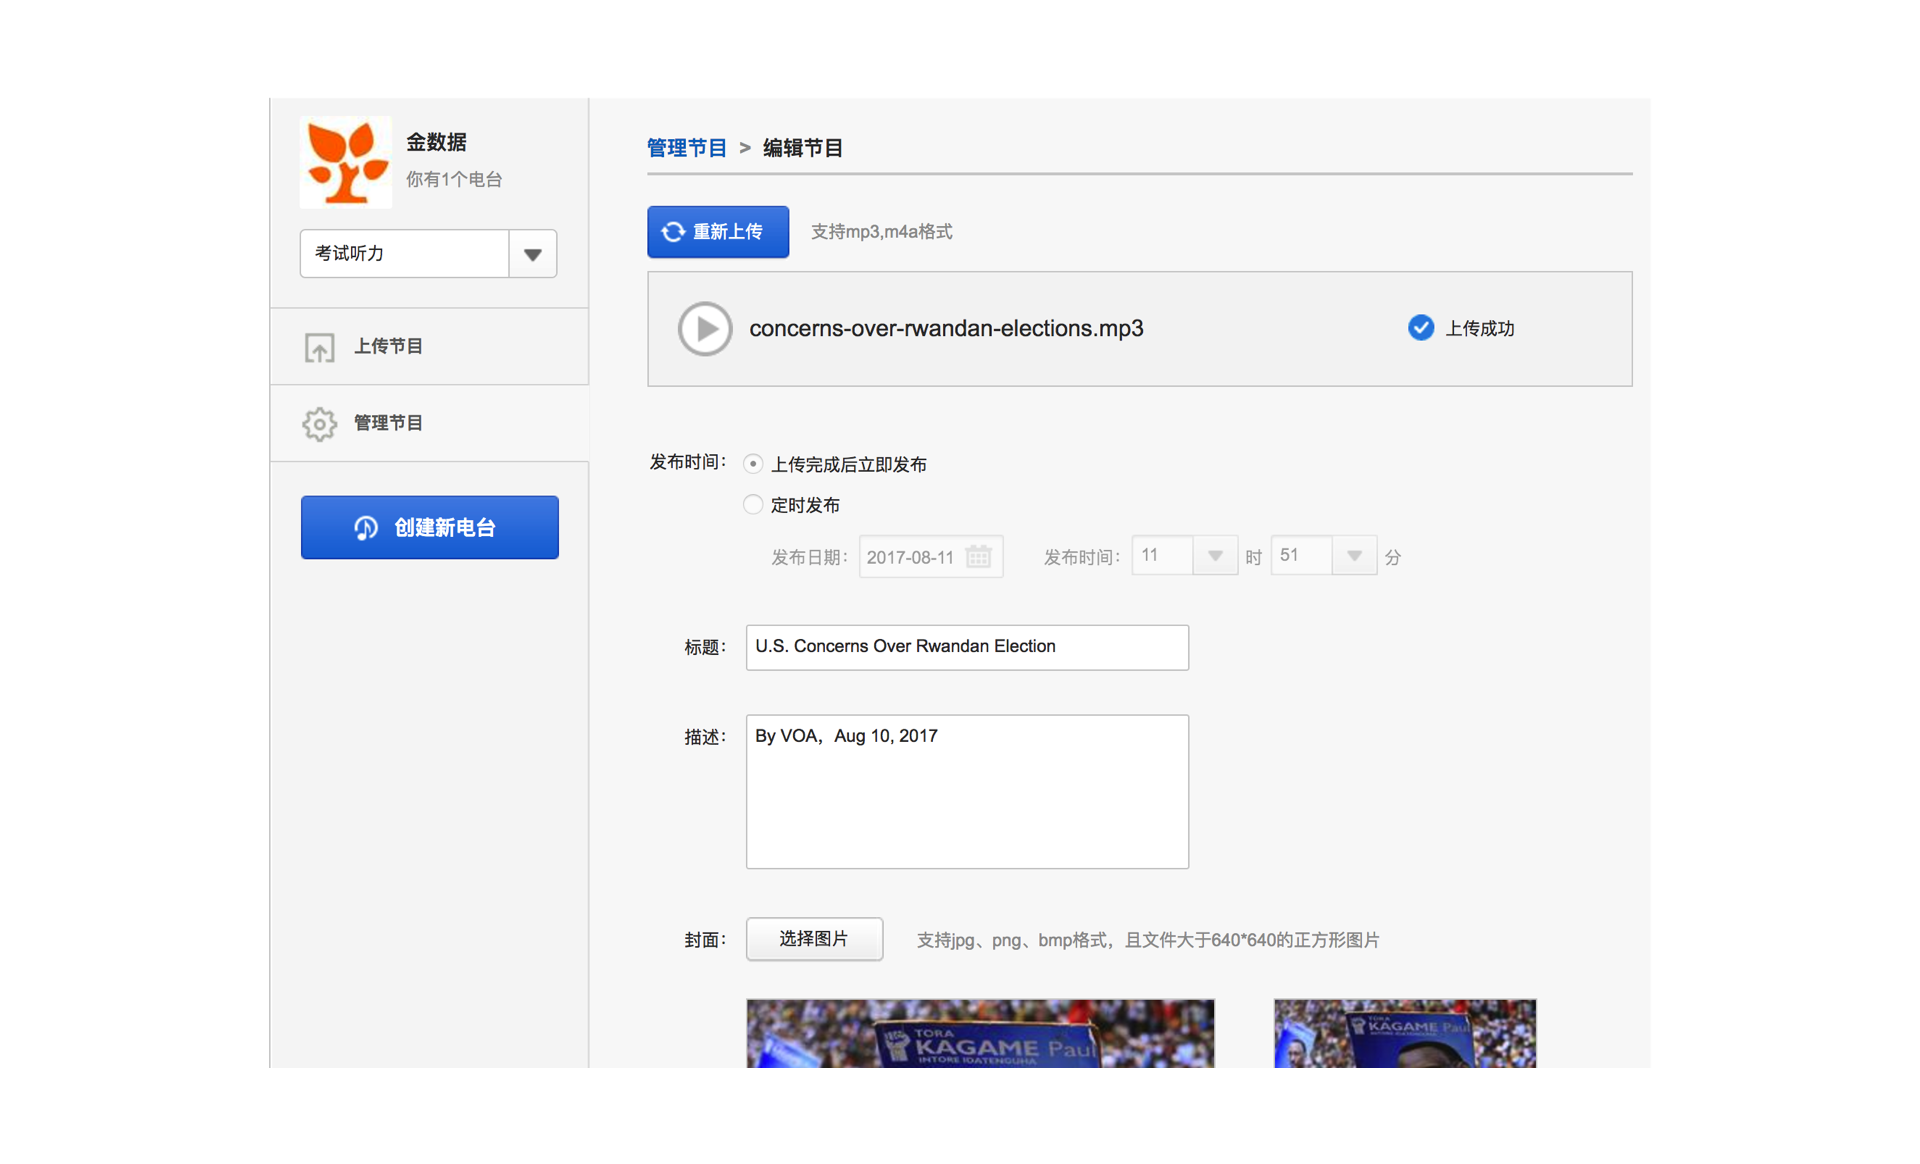 金数据
你有1个电台
考试听力
上传节目
管理节目
创建新电台
管理节目 > 编辑节目
重新上传 支持mp3,m4a格式
concerns-over-rwandan-elections.mp3 上传成功
发布时间： 上传完成后立即发布
定时发布
发布日期： 2017-08-11 发布时间： 11 时 51 分
标题： U.S. Concerns Over Rwandan Election
描述： By VOA，Aug 10, 2017
封面： 选择图片 支持jpg、png、bmp格式，且文件大于640*640的正方形图片
TORA
KAGAME Paul
INTORE IDATENGUHA
TORA
KAGAME Paul
INTORE IDATENGUHA